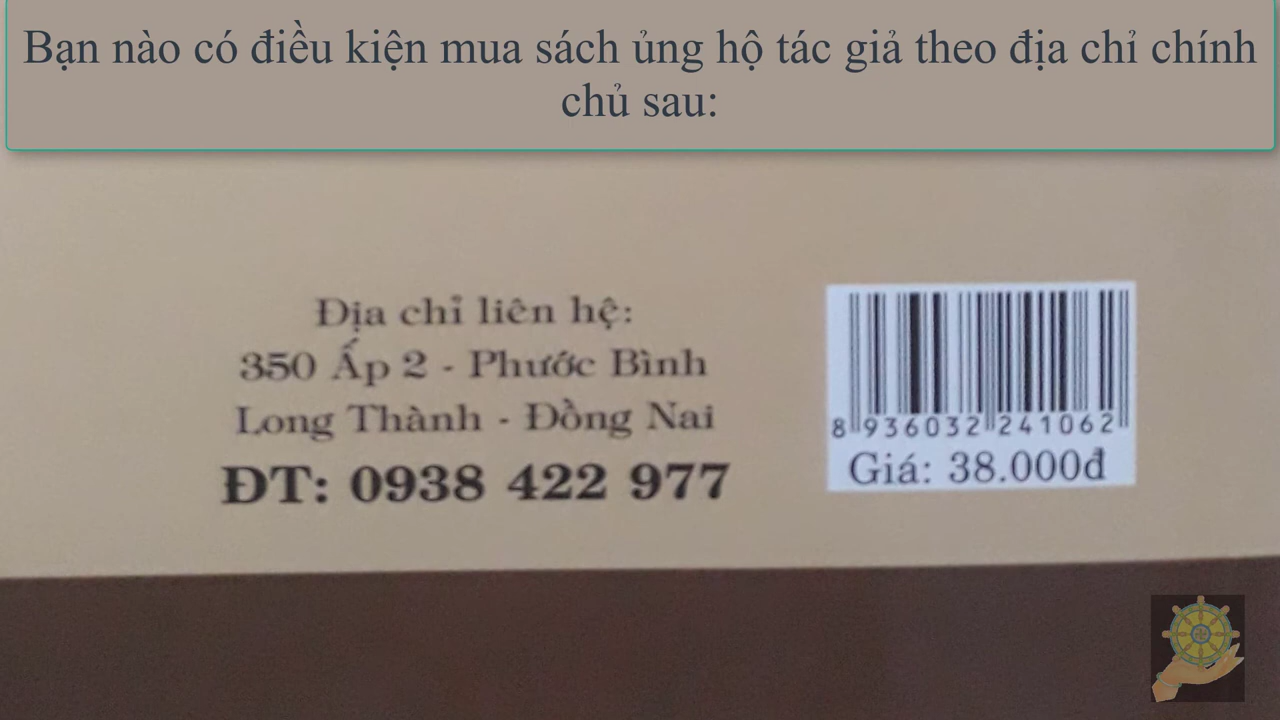 Bạn nào có điều kiện mua sách ủng hộ tác giả theo địa chỉ chính
chủ sau:
Địa chỉ liên hệ:
350 Ấp 2 - Phước Bình
Long Thành - Đồng Nai
ĐT: 0938 422 977
8 936032 241062
Giá: 38.000đ